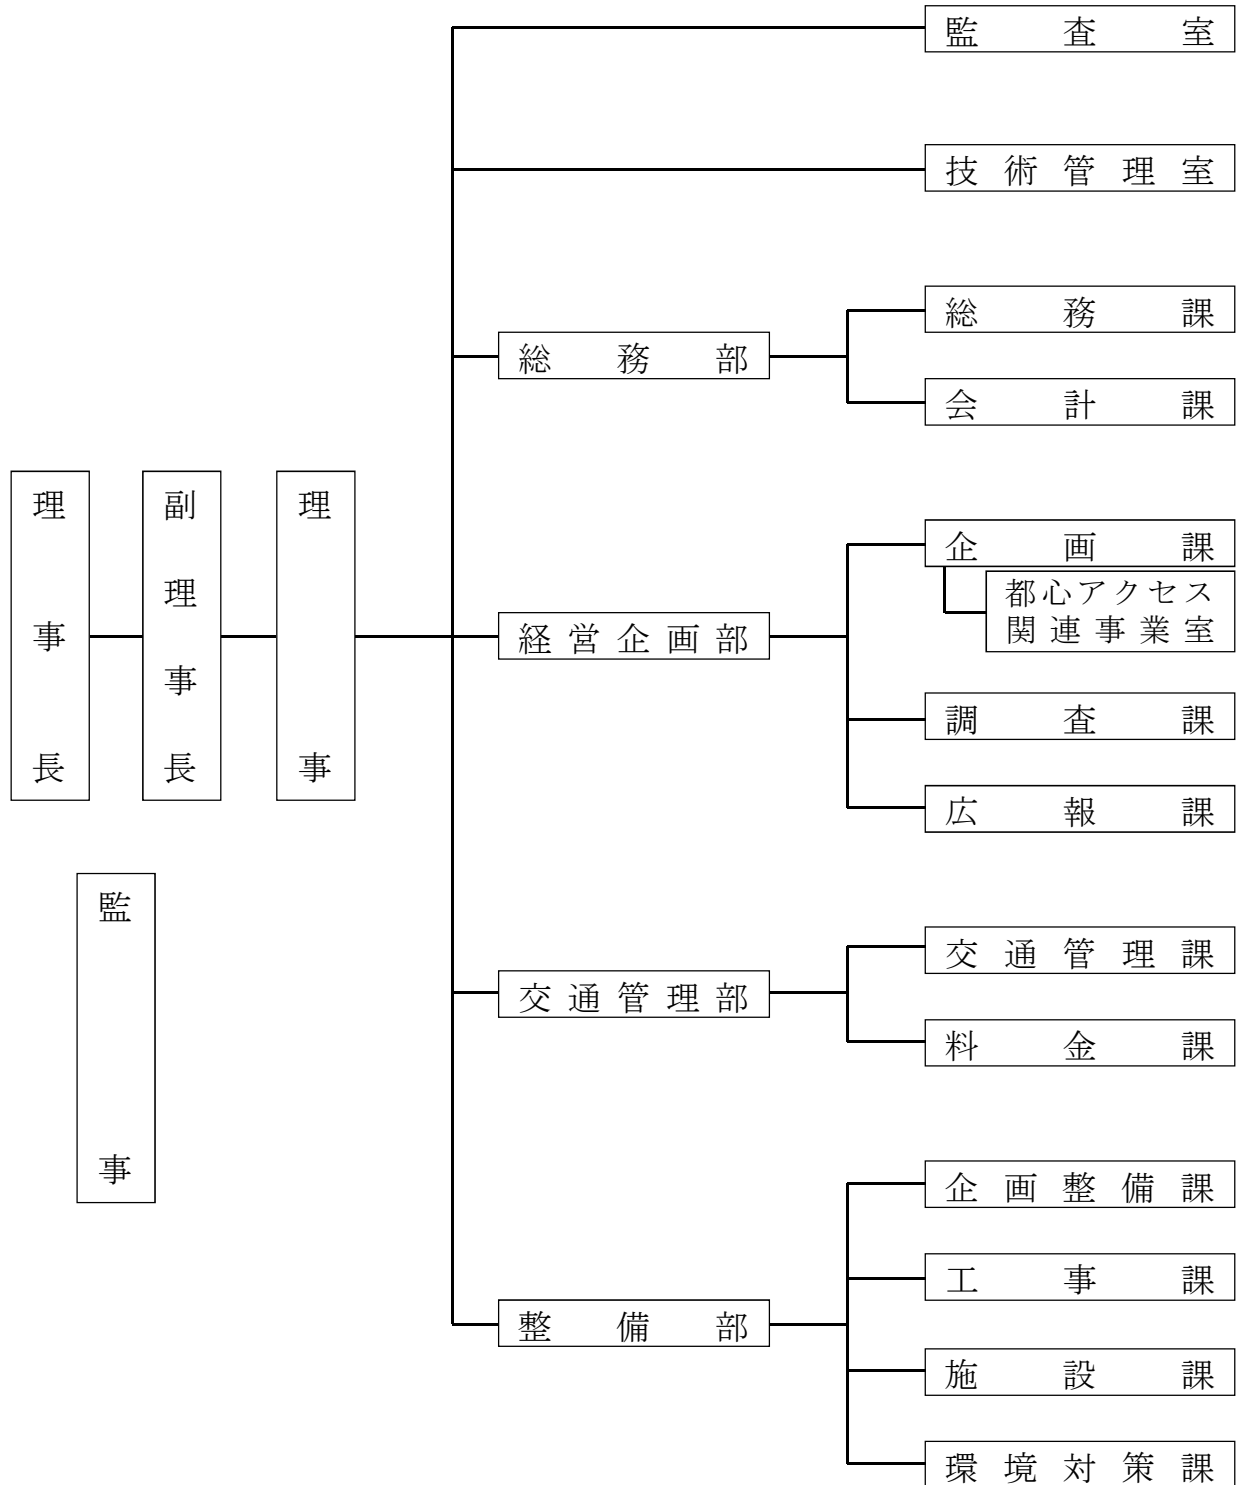 監査室
技術管理室
総務部
総務課
会計課
理事長
副理事長
理事
監事
経営企画部
企画課
都心アクセス
関連事業室
調査課
広報課
交通管理部
交通管理課
料金課
整備部
企画整備課
工事課
施設課
環境対策課